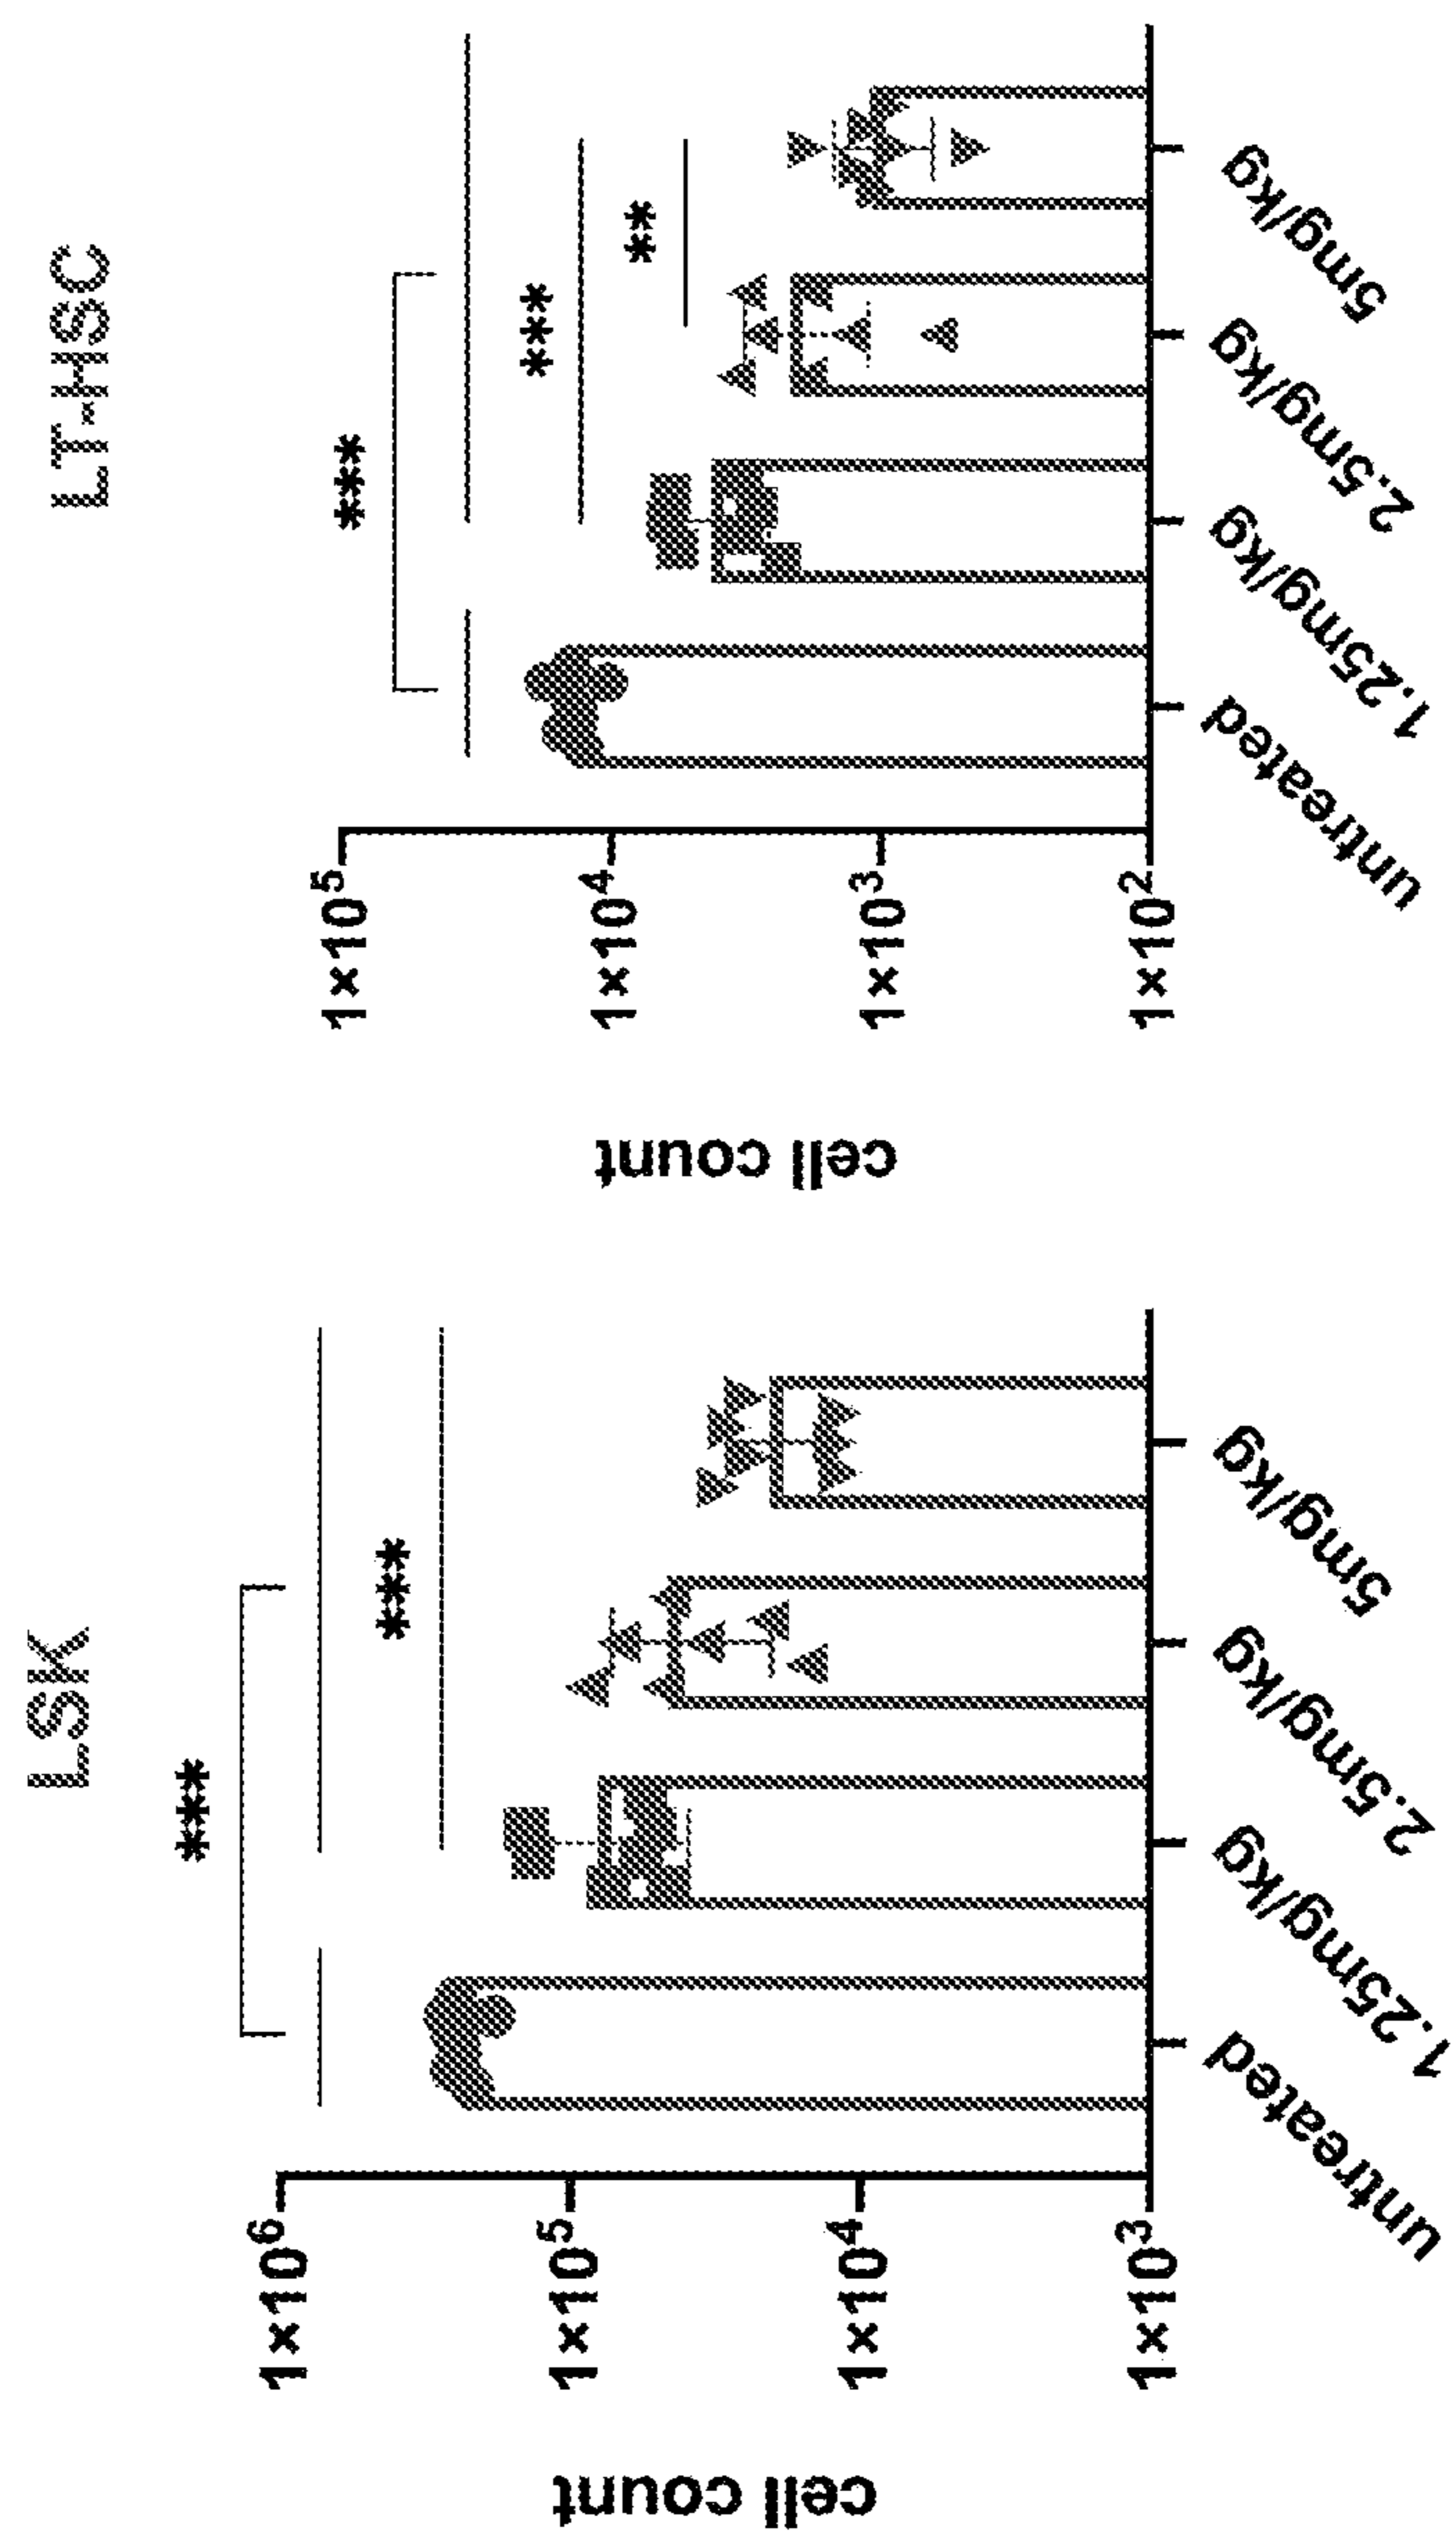 LSK
***
***
cell count
1×10⁶
1×10⁵
1×10⁴
1×10³
untreated
1.25mg/kg
2.5mg/kg
5mg/kg
LT-HSC
***
***
**
cell count
1×10⁵
1×10⁴
1×10³
1×10²
untreated
1.25mg/kg
2.5mg/kg
5mg/kg